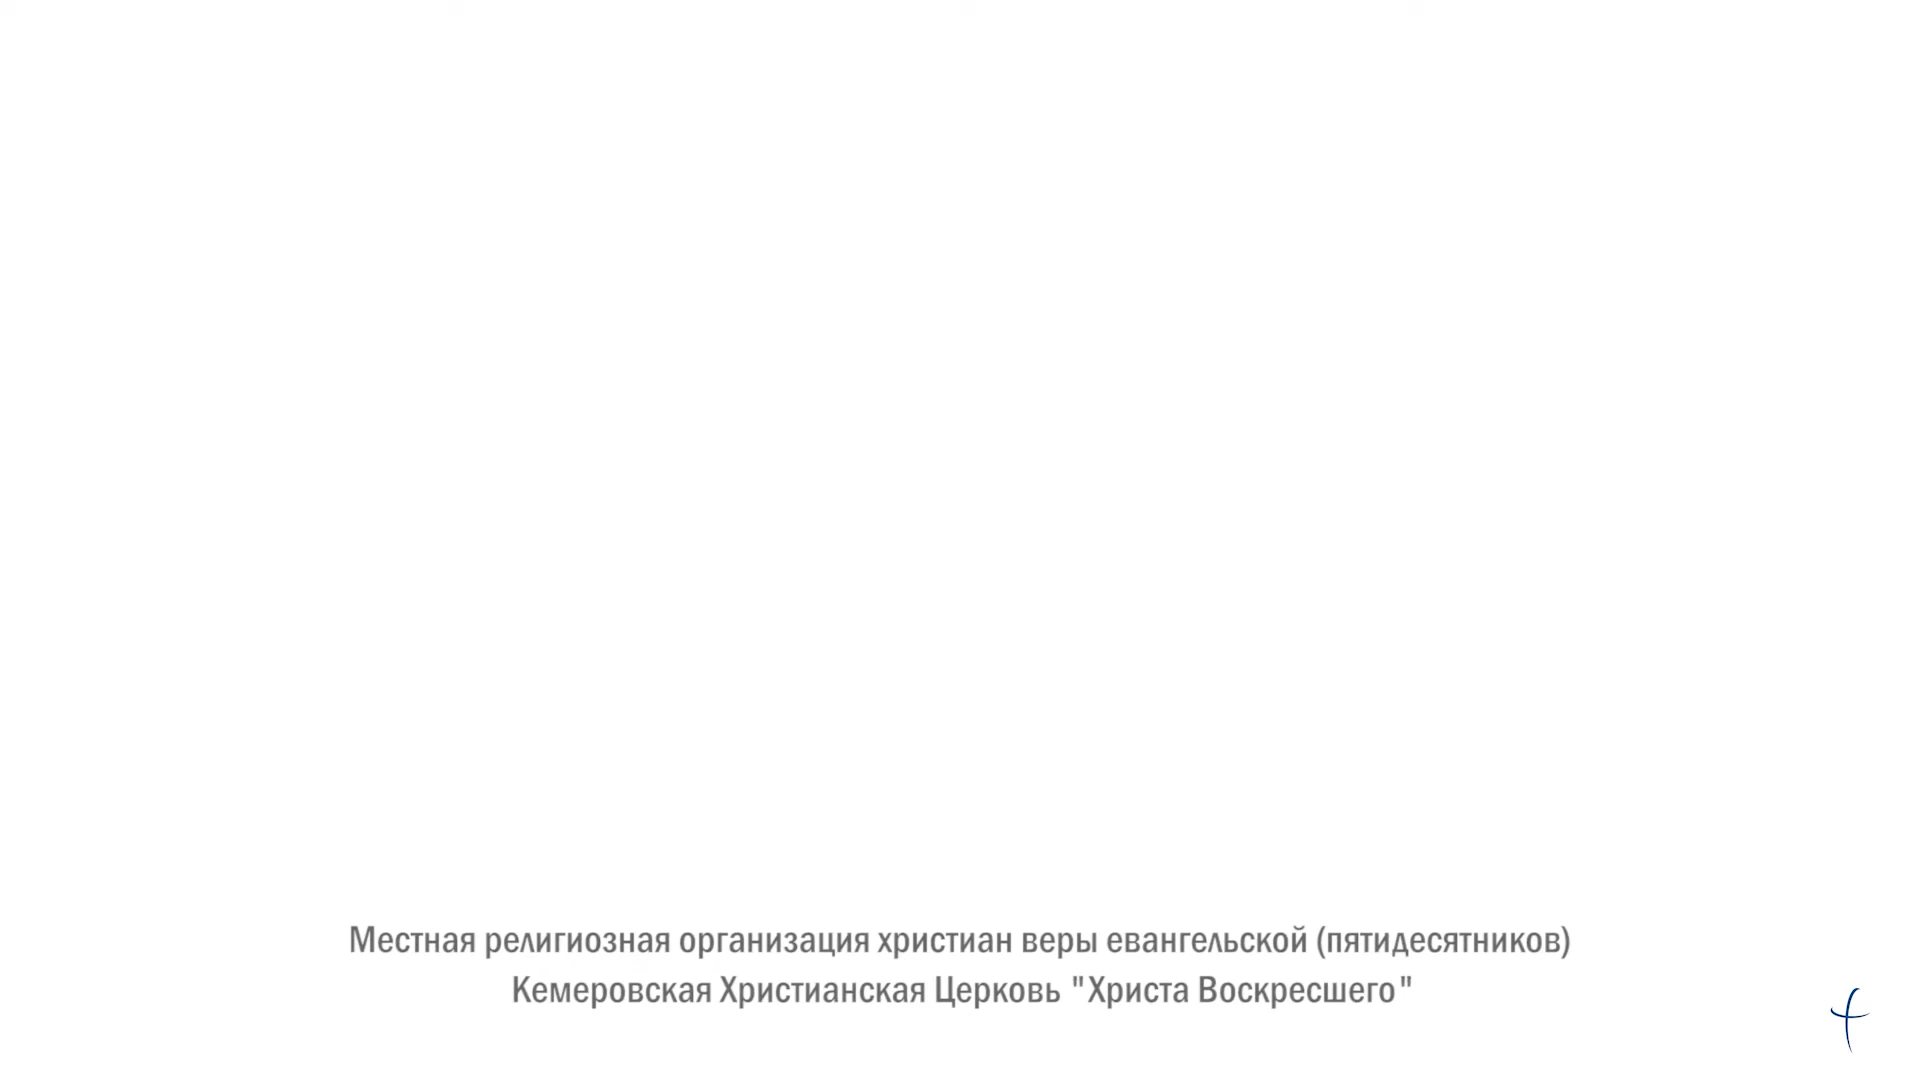 Местная религиозная организация христиан веры евангельской (пятидесятников)
Кемеровская Христианская Церковь "Христа Воскресшего"